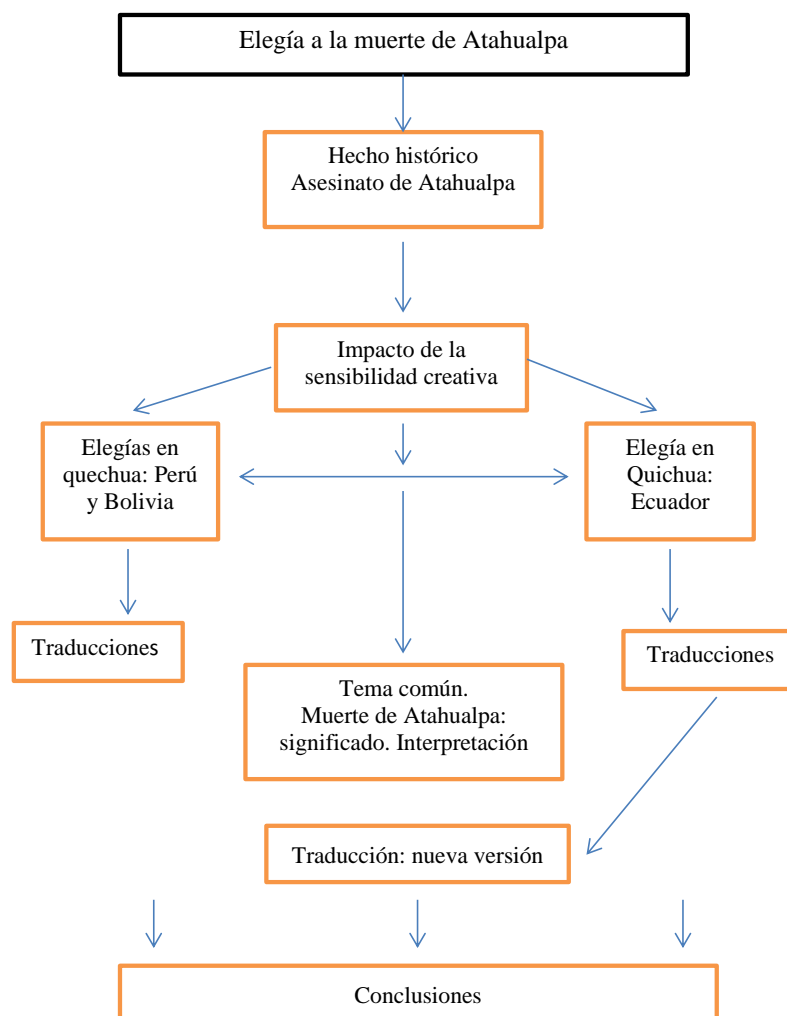 Elegía a la muerte de Atahualpa
Hecho histórico
Asesinato de Atahualpa
Impacto de la
sensibilidad creativa
Elegías en
quechua: Perú
y Bolivia
Elegía en
Quichua:
Ecuador
Traducciones
Traducciones
Tema común.
Muerte de Atahualpa:
significado. Interpretación
Traducción: nueva versión
Conclusiones